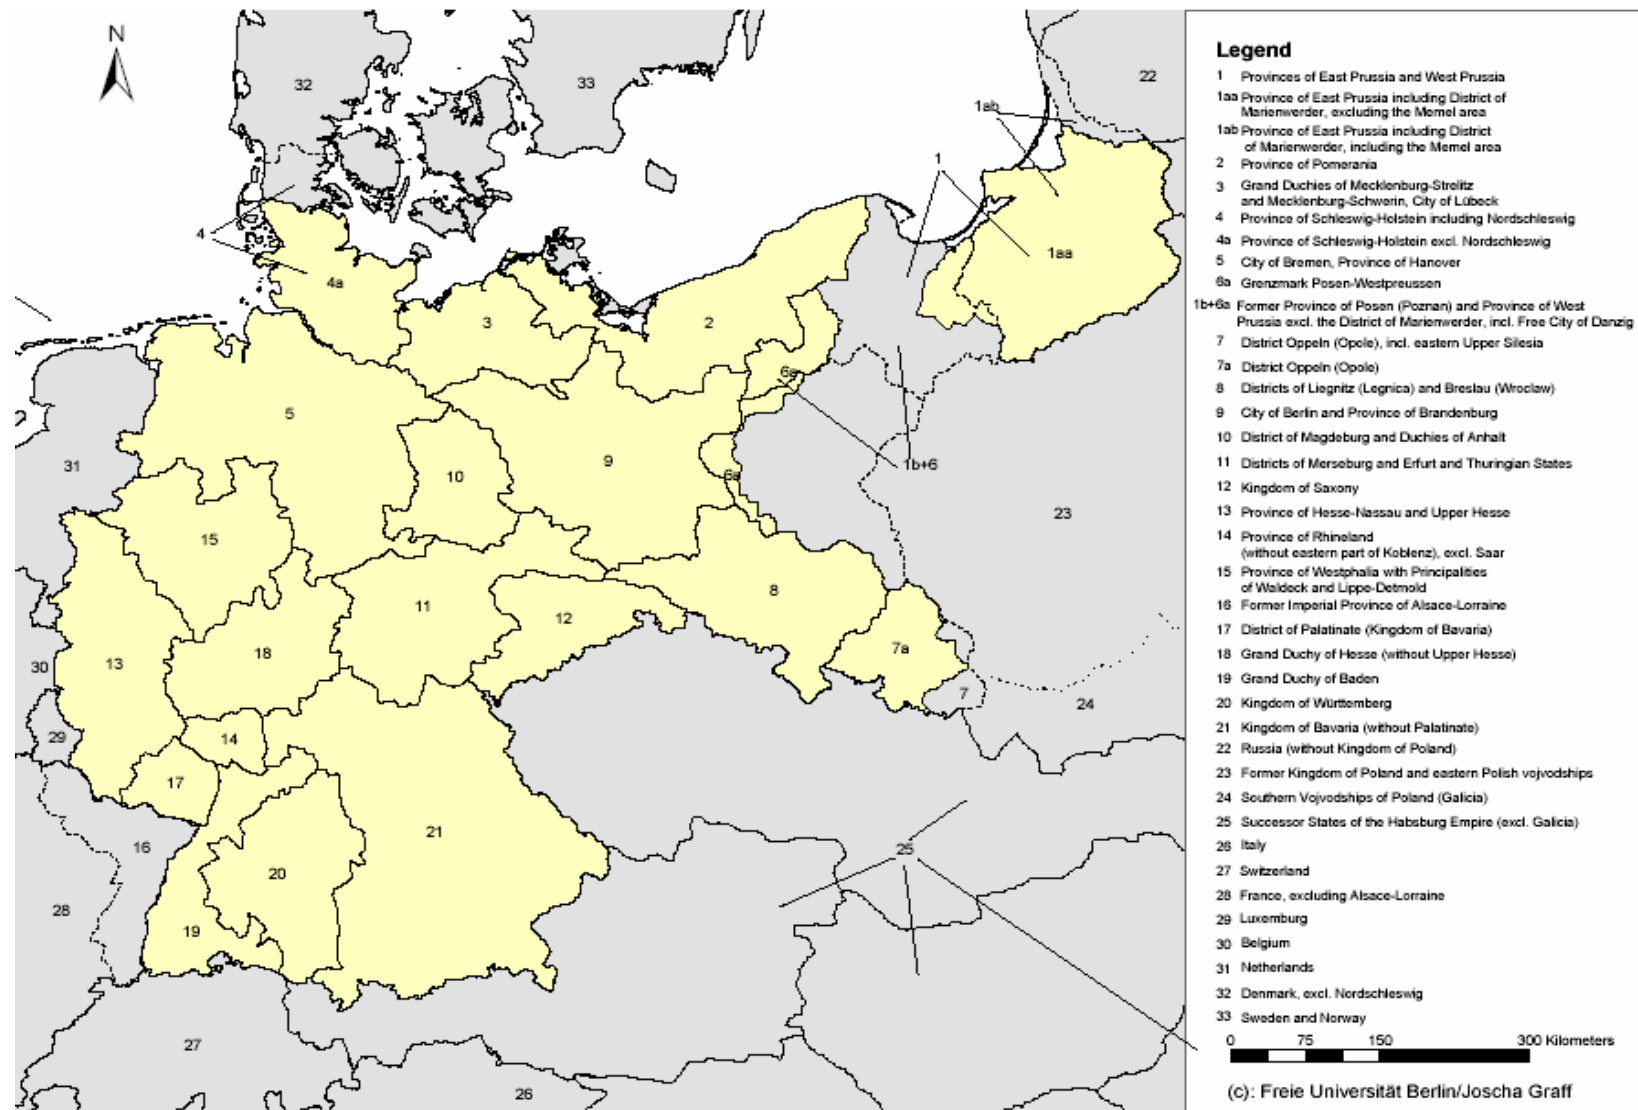 N
32
33
22
1ab
1
4
4a
3
2
1aa
6a
5
31
9
10
6a
1b+6
23
15
8
11
12
7a
30
13
18
7
24
29
14
17
16
21
25
20
28
19
27
26
Legend
1 Provinces of East Prussia and West Prussia
1aa Province of East Prussia including District of
Marienwerder, excluding the Memel area
1ab Province of East Prussia including District
of Marienwerder, including the Memel area
2 Province of Pomerania
3 Grand Duchies of Mecklenburg-Strelitz
and Mecklenburg-Schwerin, City of Lübeck
4 Province of Schleswig-Holstein including Nordschleswig
4a Province of Schleswig-Holstein excl. Nordschleswig
5 City of Bremen, Province of Hanover
6a Grenzmark Posen-Westpreussen
1b+6a Former Province of Posen (Poznan) and Province of West
Prussia excl. the District of Marienwerder, incl. Free City of Danzig
7 District Oppeln (Opole), incl. eastern Upper Silesia
7a District Oppeln (Opole)
8 Districts of Liegnitz (Legnica) and Breslau (Wroclaw)
9 City of Berlin and Province of Brandenburg
10 District of Magdeburg and Duchies of Anhalt
11 Districts of Merseburg and Erfurt and Thuringian States
12 Kingdom of Saxony
13 Province of Hesse-Nassau and Upper Hesse
14 Province of Rhineland
(without eastern part of Koblenz), excl. Saar
15 Province of Westphalia with Principalities
of Waldeck and Lippe-Detmold
16 Former Imperial Province of Alsace-Lorraine
17 District of Palatinate (Kingdom of Bavaria)
18 Grand Duchy of Hesse (without Upper Hesse)
19 Grand Duchy of Baden
20 Kingdom of Württemberg
21 Kingdom of Bavaria (without Palatinate)
22 Russia (without Kingdom of Poland)
23 Former Kingdom of Poland and eastern Polish vojvodships
24 Southern Vojvodships of Poland (Galicia)
25 Successor States of the Habsburg Empire (excl. Galicia)
26 Italy
27 Switzerland
28 France, excluding Alsace-Lorraine
29 Luxemburg
30 Belgium
31 Netherlands
32 Denmark, excl. Nordschleswig
33 Sweden and Norway
0 75 150 300 Kilometers
(c): Freie Universität Berlin/Joscha Graff